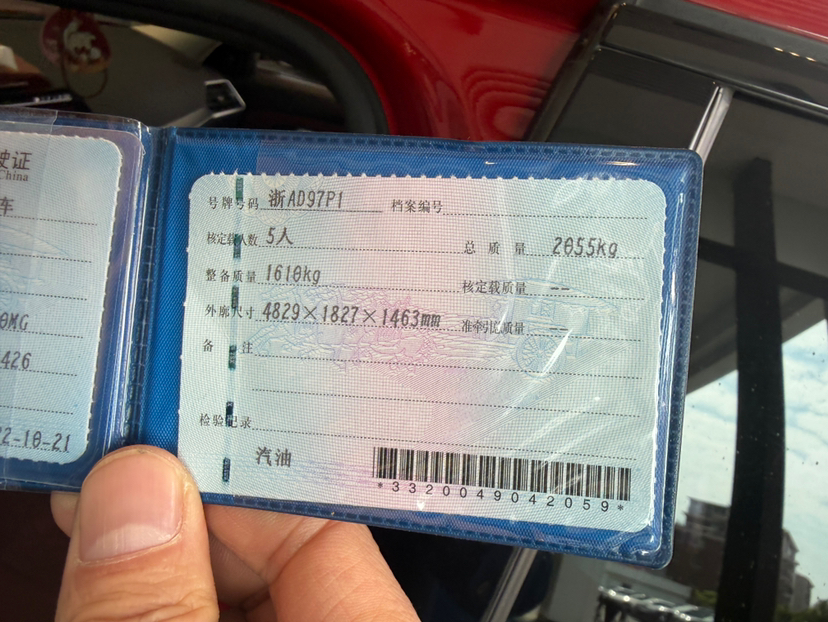 驶证
China
车
0MG
426
2-10-21
号牌号码 浙AD97P1 档案编号
核定载人数 5人 总质量 2055kg
整备质量 1610kg 核定载质量 --
外廓尺寸 4829×1827×1463mm 准牵引总质量 --
备注
检验记录
汽油
*3320049042059*